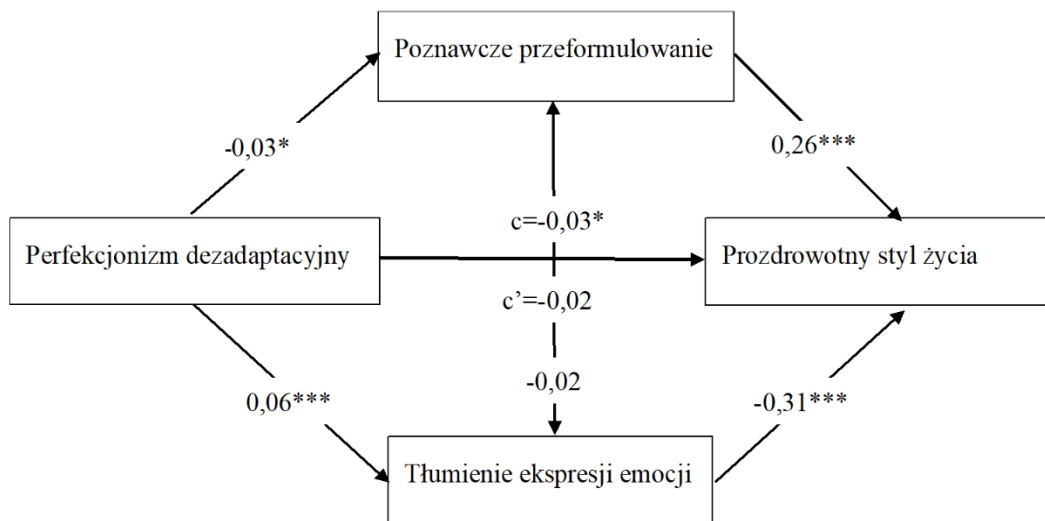 Poznawcze przeformulowanie
-0,03*
0,26***
c=-0,03*
Perfekcjonizm dezadaptacyjny
Prozdrowotny styl życia
c’=-0,02
-0,02
0,06***
-0,31***
Tłumienie ekspresji emocji